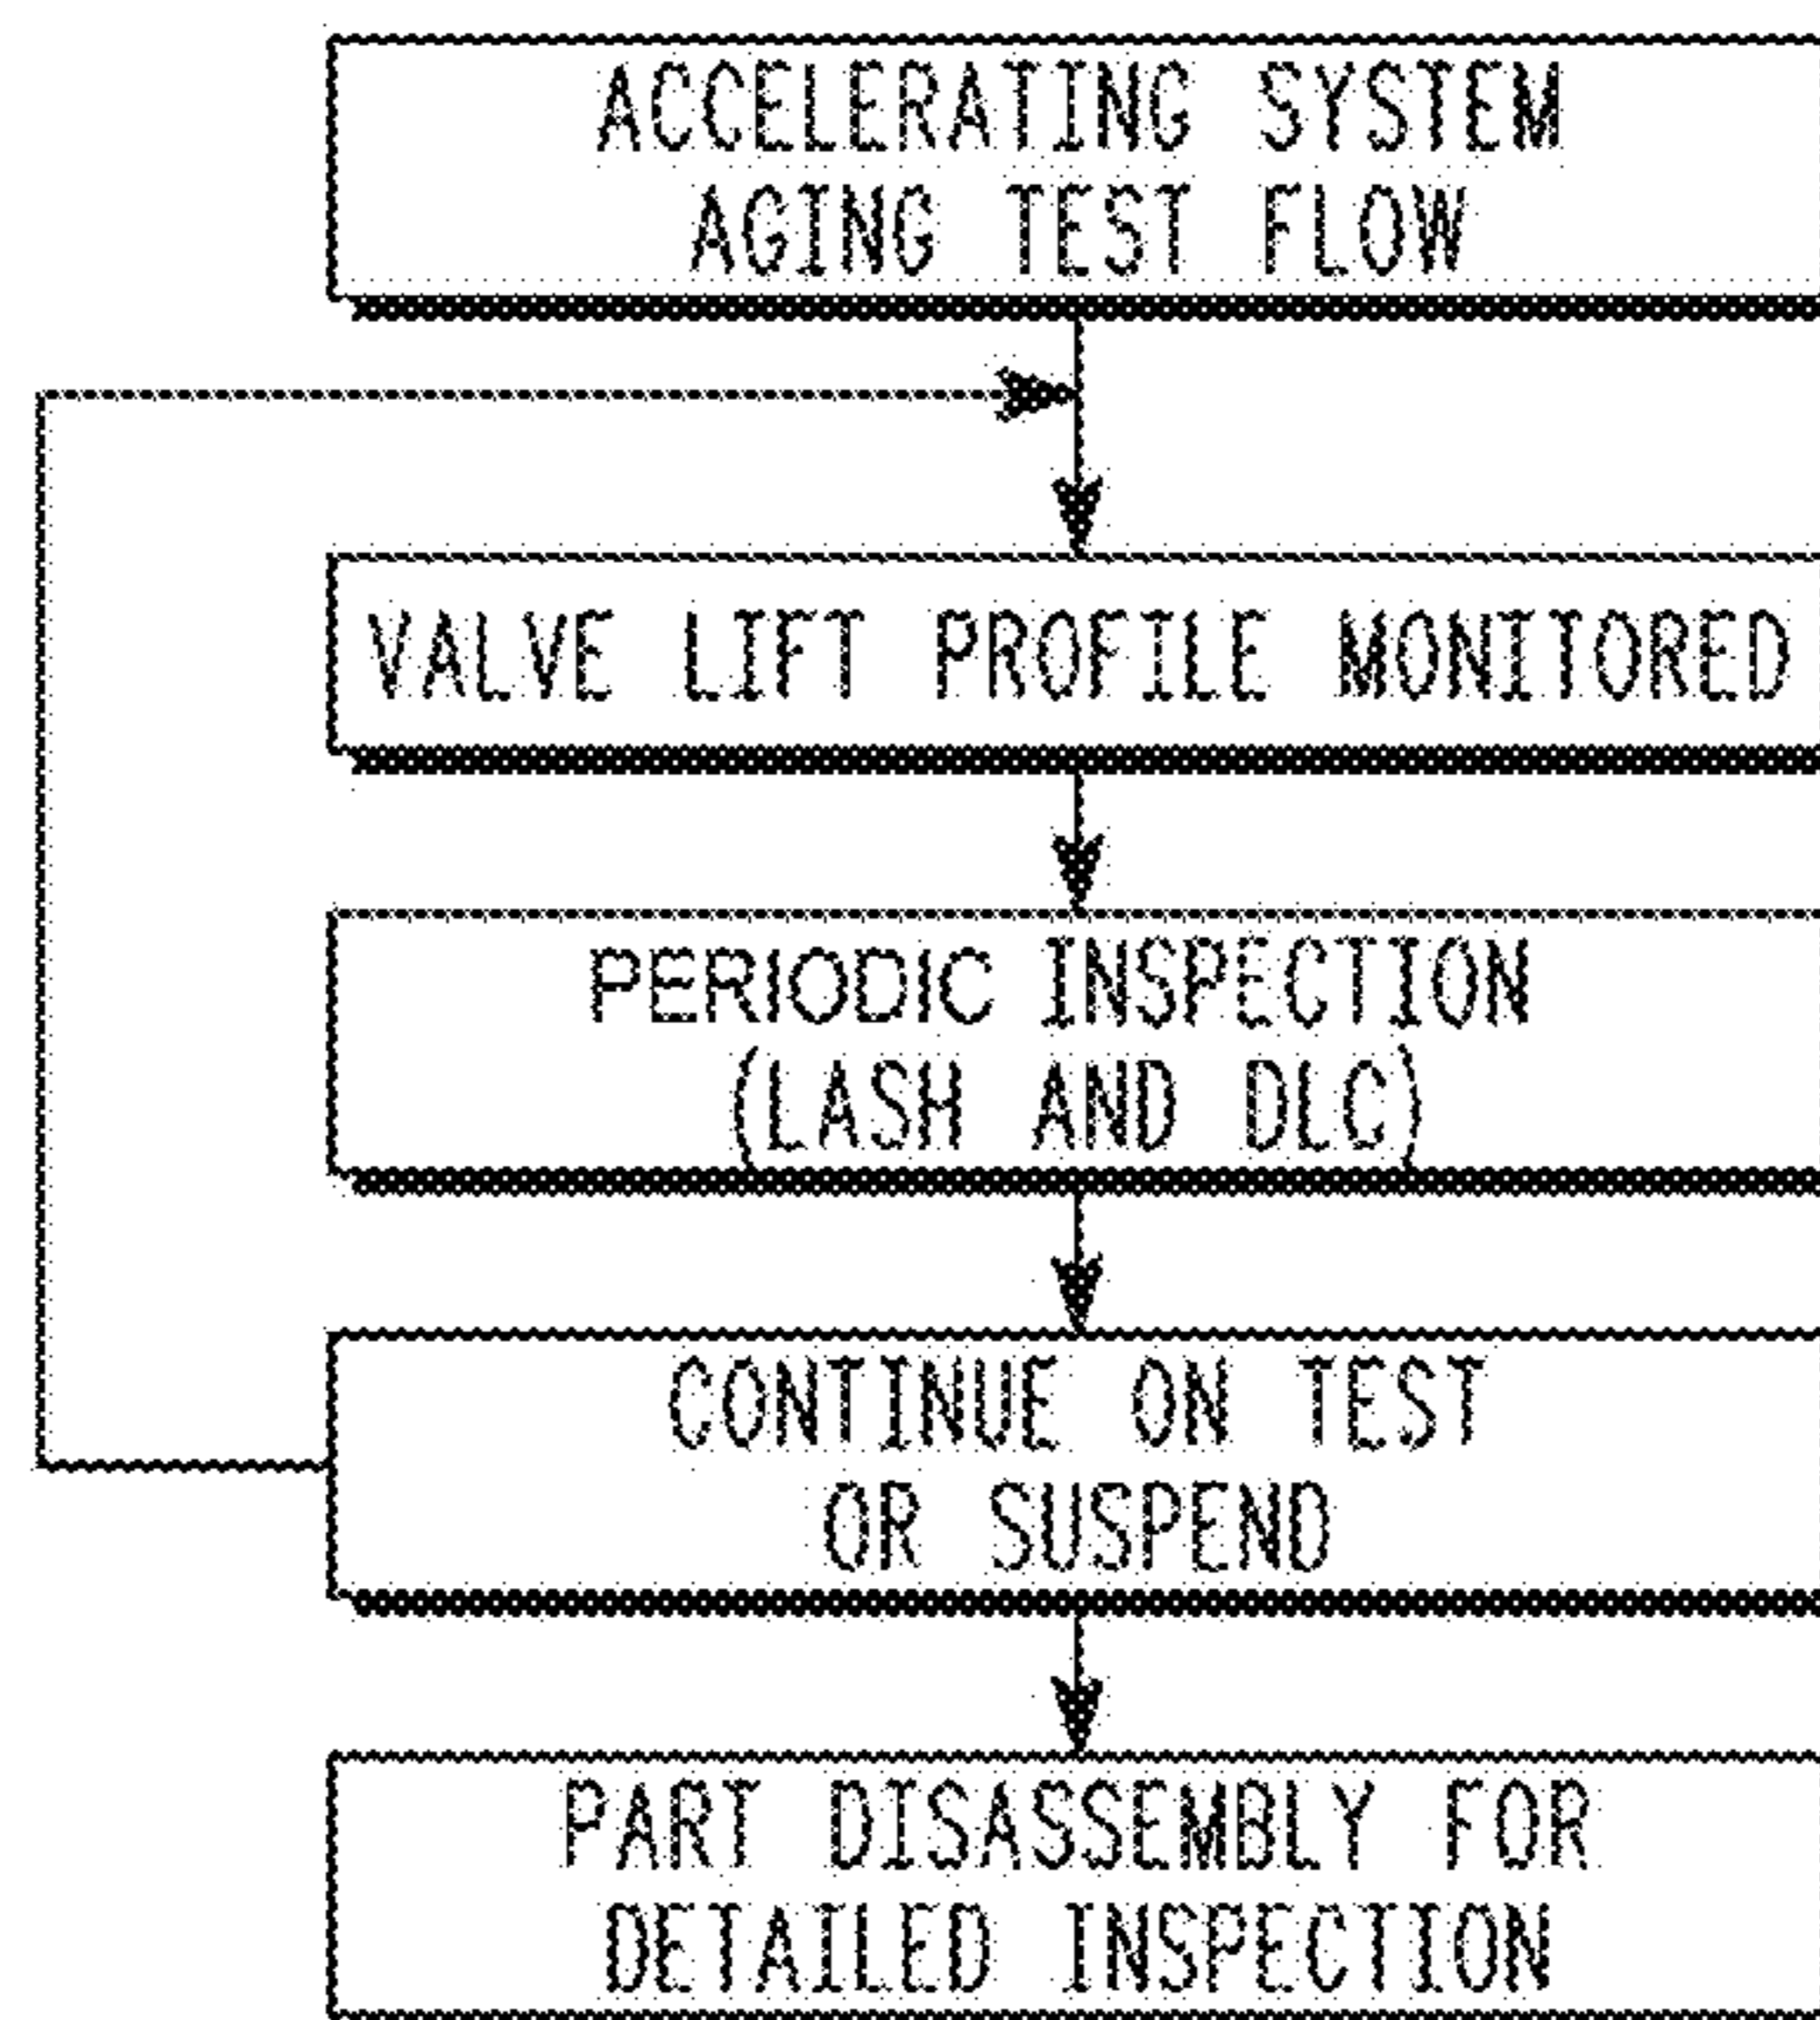 ACCELERATING SYSTEM
AGING TEST FLOW
VALVE LIFT PROFILE MONITORED
PERIODIC INSPECTION
(LASH AND DLC)
CONTINUE ON TEST
OR SUSPEND
PART DISASSEMBLY FOR
DETAILED INSPECTION